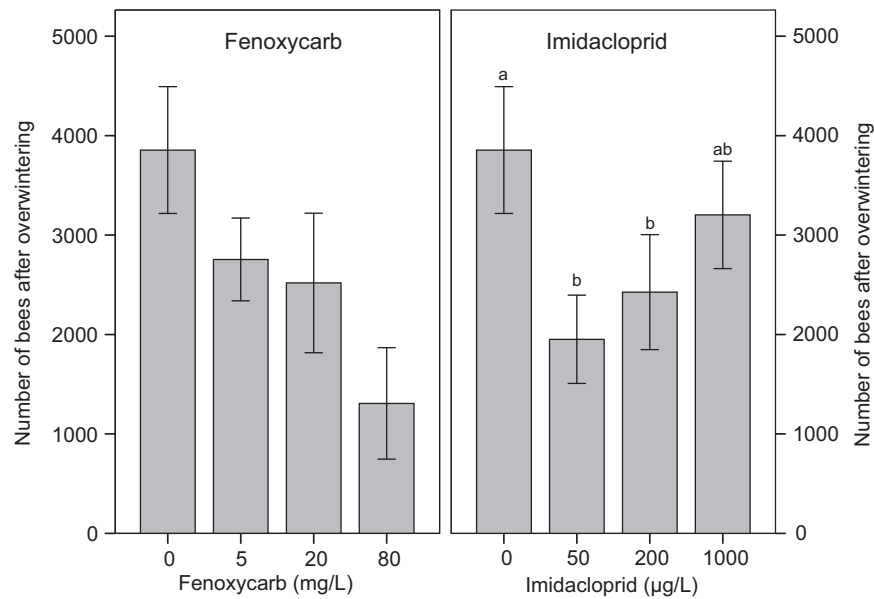 Fenoxycarb
Imidacloprid
Number of bees after overwintering
5000
4000
3000
2000
1000
0
a
b
b
ab
5000
4000
3000
2000
1000
0
Number of bees after overwintering
0 5 20 80
Fenoxycarb (mg/L)
0 50 200 1000
Imidacloprid (µg/L)